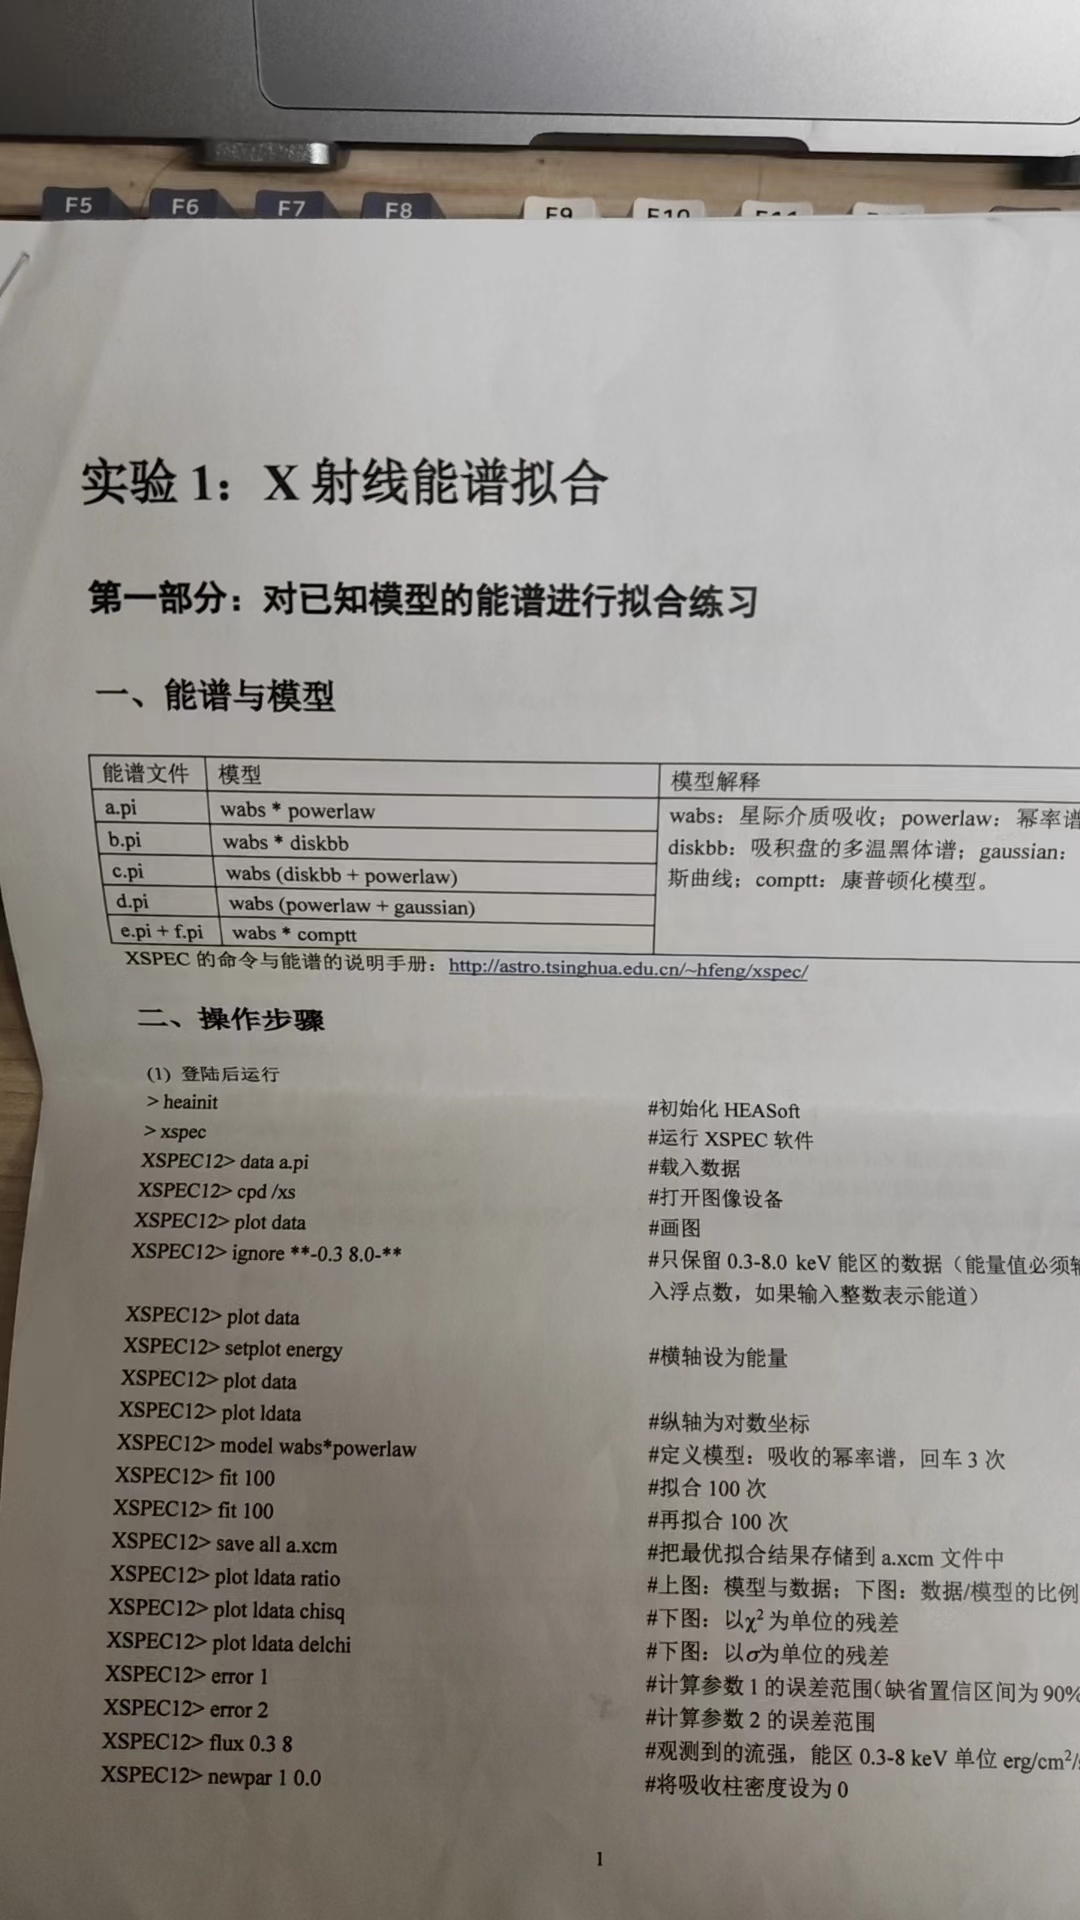 F5 F6 F7 F8 F9 F10 F11
实验 1：X 射线能谱拟合
第一部分：对已知模型的能谱进行拟合练习
一、能谱与模型
能谱文件 模型 模型解释
a.pi wabs * powerlaw wabs：星际介质吸收；powerlaw：幂率谱
b.pi wabs * diskbb diskbb：吸积盘的多温黑体谱；gaussian：
c.pi wabs (diskbb + powerlaw) 斯曲线；comptt：康普顿化模型。
d.pi wabs (powerlaw + gaussian)
e.pi + f.pi wabs * comptt
XSPEC 的命令与能谱的说明手册：http://astro.tsinghua.edu.cn/~hfeng/xspec/
二、操作步骤
(1) 登陆后运行
> heainit #初始化 HEASoft
> xspec #运行 XSPEC 软件
XSPEC12> data a.pi #载入数据
XSPEC12> cpd /xs #打开图像设备
XSPEC12> plot data #画图
XSPEC12> ignore **-0.3 8.0-** #只保留 0.3-8.0 keV 能区的数据（能量值必须输
入浮点数，如果输入整数表示能道）
XSPEC12> plot data
XSPEC12> setplot energy #横轴设为能量
XSPEC12> plot data
XSPEC12> plot ldata #纵轴为对数坐标
XSPEC12> model wabs*powerlaw #定义模型：吸收的幂率谱，回车 3 次
XSPEC12> fit 100 #拟合 100 次
XSPEC12> fit 100 #再拟合 100 次
XSPEC12> save all a.xcm #把最优拟合结果存储到 a.xcm 文件中
XSPEC12> plot ldata ratio #上图：模型与数据；下图：数据/模型的比例
XSPEC12> plot ldata chisq #下图：以χ² 为单位的残差
XSPEC12> plot ldata delchi #下图：以σ为单位的残差
XSPEC12> error 1 #计算参数 1 的误差范围（缺省置信区间为 90%
XSPEC12> error 2 #计算参数 2 的误差范围
XSPEC12> flux 0.3 8 #观测到的流强，能区 0.3-8 keV 单位 erg/cm²/s
XSPEC12> newpar 1 0.0 #将吸收柱密度设为 0
1